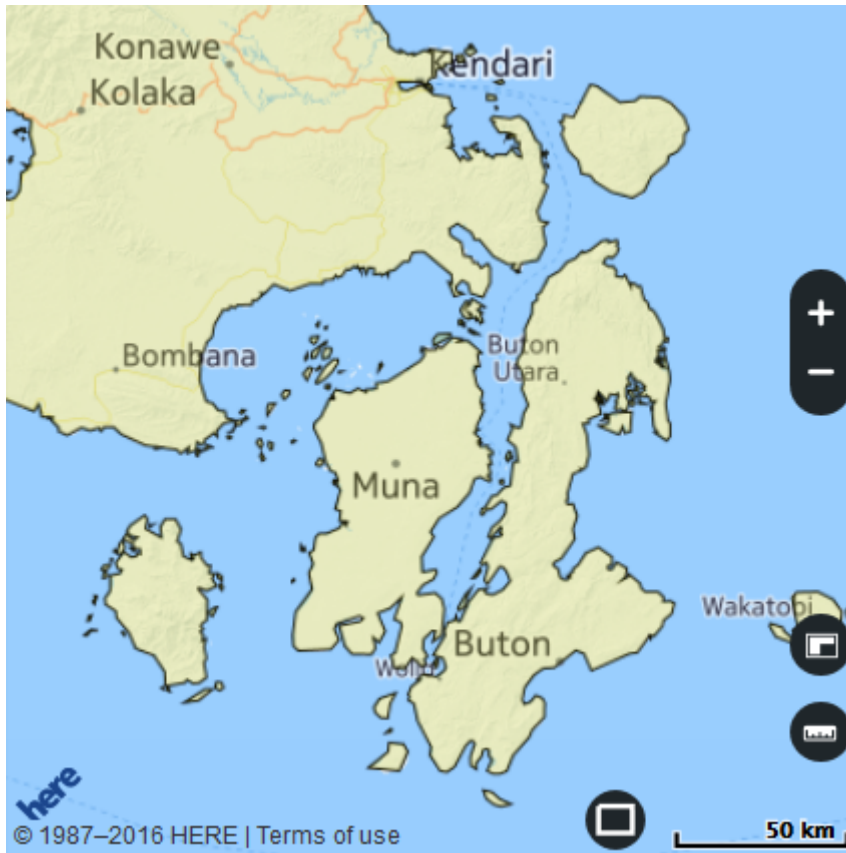 Konawe
Kendari
Kolaka
Buton
Utara
Bombana
Muna
Wakatobi
Buton
here
50 km
© 1987–2016 HERE | Terms of use